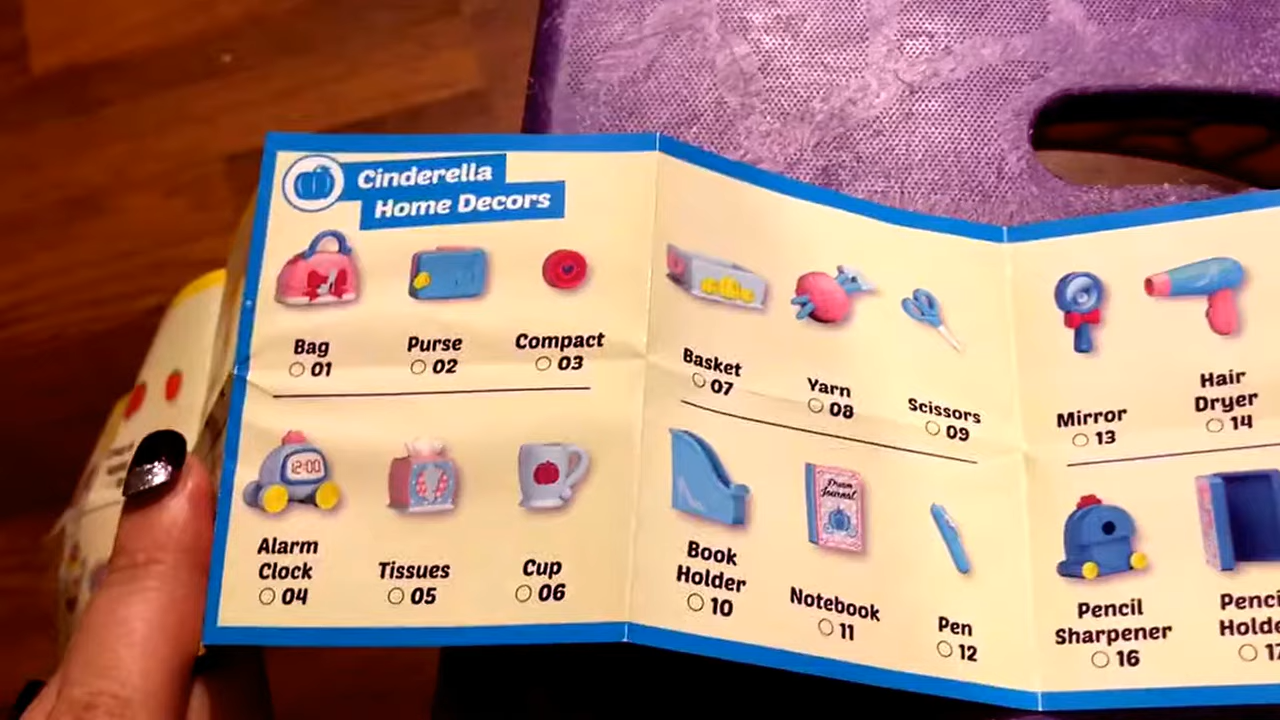 Cinderella
Home Decors
Bag
01
Purse
02
Compact
03
12:00
Alarm
Clock
04
Tissues
05
Cup
06
Basket
07
Yarn
08
Scissors
09
Book
Holder
10
Dream
Journal
Notebook
11
Pen
12
Mirror
13
Hair
Dryer
14
Pencil
Sharpener
16